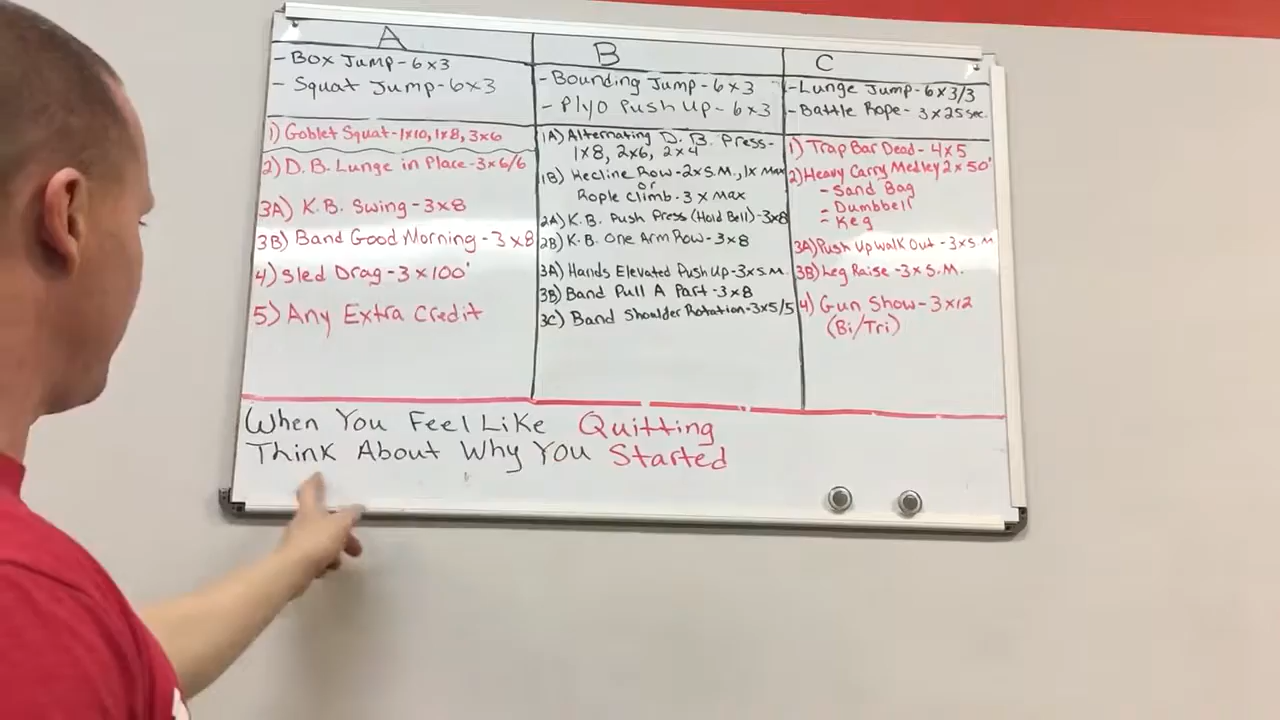 A
- Box Jump - 6x3
- Squat Jump - 6x3
1) Goblet Squat - 1x10, 1x8, 3x6
2) D.B. Lunge in Place - 3x6/6
3A) K.B. Swing - 3x8
3B) Band Good Morning - 3x8
4) Sled Drag - 3x100'
5) Any Extra Credit
B
- Bounding Jump - 6x3
- Plyo Push Up - 6x3
1A) Alternating D.B. Press -
1x8, 2x6, 2x4
1B) Hecline Row - 2xS.M., 1x Max
or
Rople Climb - 3 x Max
2A) K.B. Push Press (Hold Bell) - 3x8
2B) K.B. One Arm Row - 3x8
3A) Hands Elevated Push Up - 3xS.M.
3B) Band Pull A Part - 3x8
3C) Band Shoulder Rotation - 3x5/5
C
- Lunge Jump - 6x3/3
- Battle Rope - 3x25 sec.
1) Trap Bar Dead - 4x5
2) Heavy Carry Medley 2x50'
- Sand Bag
- Dumbbell
- Keg
3A) Push Up Walk Out - 3xS.M
3B) Leg Raise - 3xS.M.
4) Gun Show - 3x12
(Bi/Tri)
When You Feel Like Quitting
Think About Why You Started